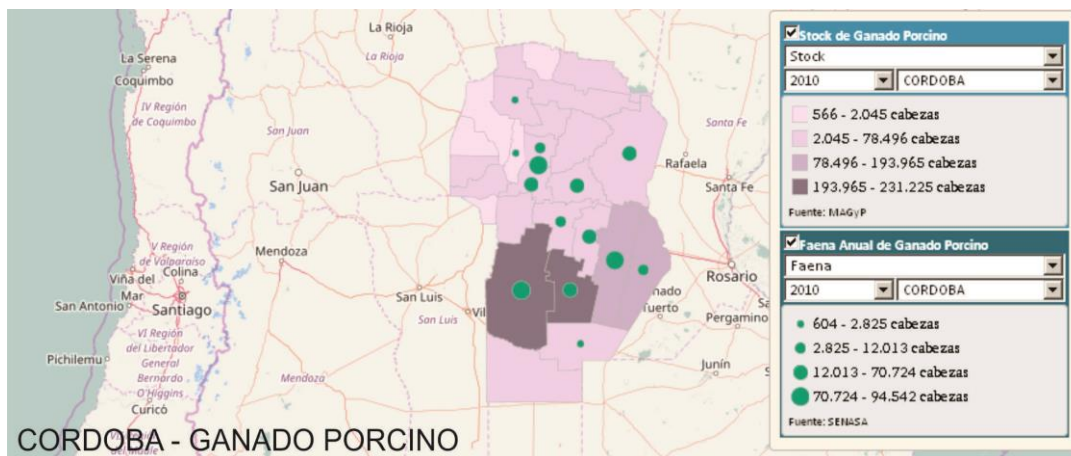 La Rioja
La Rioja
La Serena
Coquimbo
IV Región
de Coquimbo
San Juan
San Juan
Santa Fe
Rafaela
Santa Fe
V Región
de Valparaíso
Mendoza
Viña del
Mar
Colina
San Antonio
Santiago
San Luis
San Luis
Vil
Rosario
nado
Tuerto
Pergamino
VI Región
del Libertador
General
Bernardo
O'Higgins
Pichilemu
Mendoza
Junín
Curicó
CORDOBA - GANADO PORCINO
Stock de Ganado Porcino
Stock
2010 CORDOBA
566 - 2.045 cabezas
2.045 - 78.496 cabezas
78.496 - 193.965 cabezas
193.965 - 231.225 cabezas
Fuente: MAGyP
Faena Anual de Ganado Porcino
Faena
2010 CORDOBA
604 - 2.825 cabezas
2.825 - 12.013 cabezas
12.013 - 70.724 cabezas
70.724 - 94.542 cabezas
Fuente: SENASA